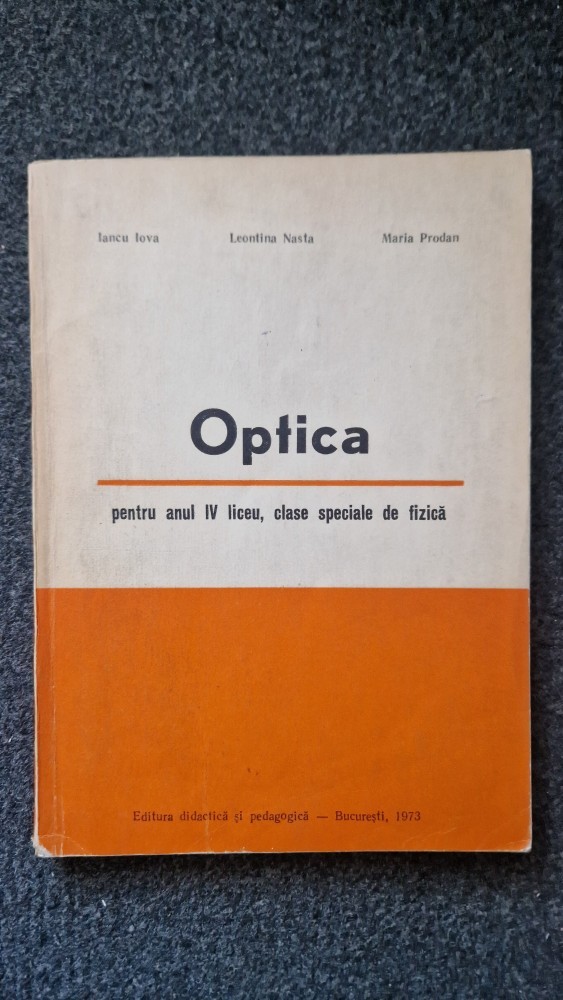 Iancu Iova Leontina Nasta Maria Prodan
Optica
pentru anul IV liceu, clase speciale de fizică
Editura didactică și pedagogică — București, 1973